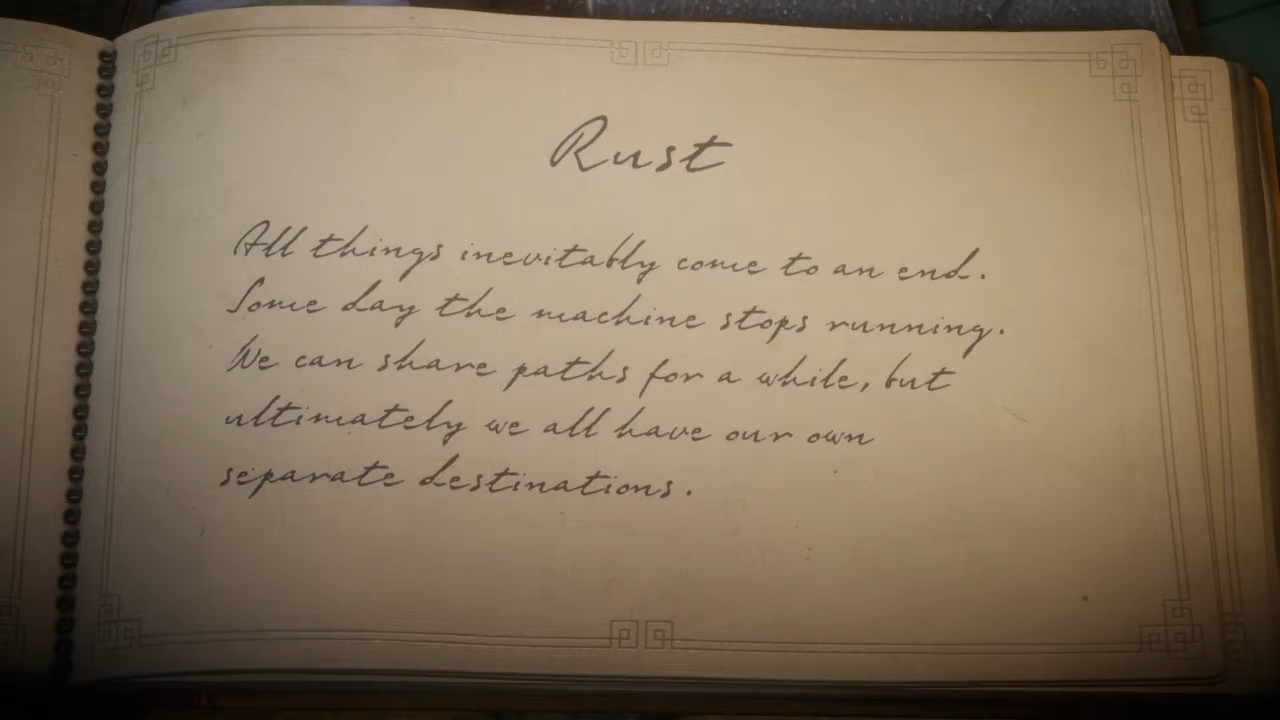 Rust
All things inevitably come to an end.
Some day the machine stops running.
We can share paths for a while, but
ultimately we all have our own
separate destinations.